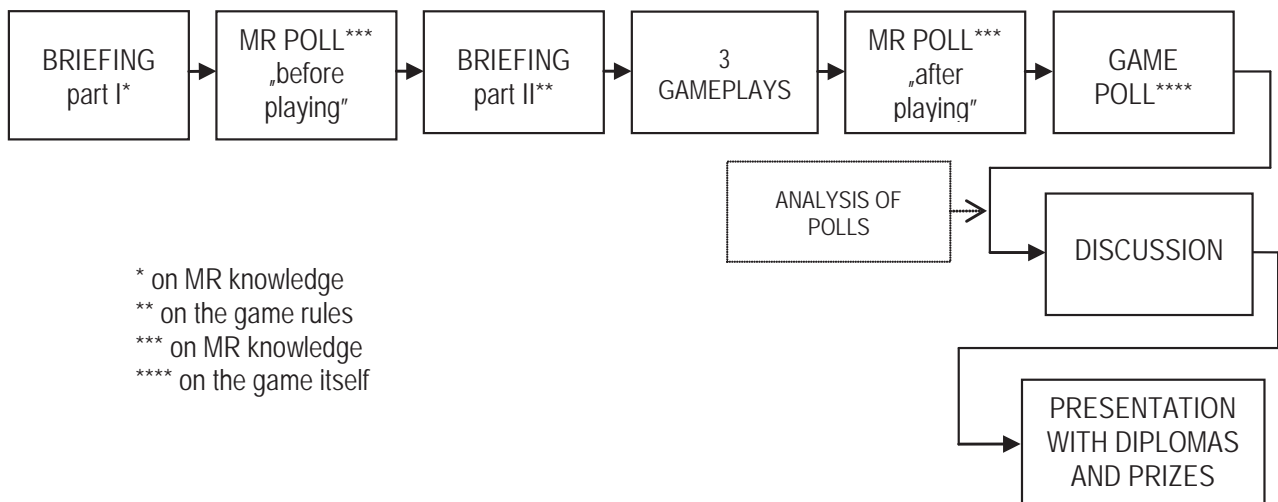 BRIEFING
part I*
MR POLL***
„before
playing”
BRIEFING
part II**
3
GAMEPLAYS
MR POLL***
„after
playing”
GAME
POLL****
ANALYSIS OF
POLLS
DISCUSSION
* on MR knowledge
** on the game rules
*** on MR knowledge
**** on the game itself
PRESENTATION
WITH DIPLOMAS
AND PRIZES